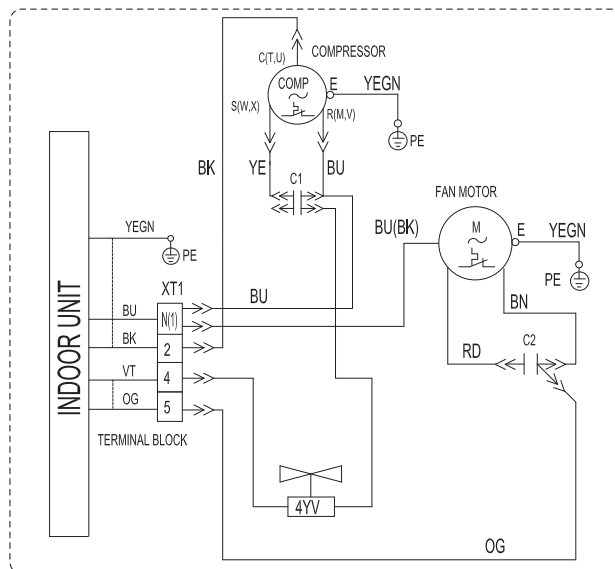 C(T,U)
COMPRESSOR
COMP
E
YEGN
S(W,X)
R(M,V)
PE
BK
YE
BU
C1
FAN MOTOR
YEGN
BU(BK)
M
E
YEGN
PE
PE
XT1
BU
BU
N(1)
BN
INDOOR UNIT
BK
2
RD
C2
VT
4
OG
5
TERMINAL BLOCK
4YV
OG